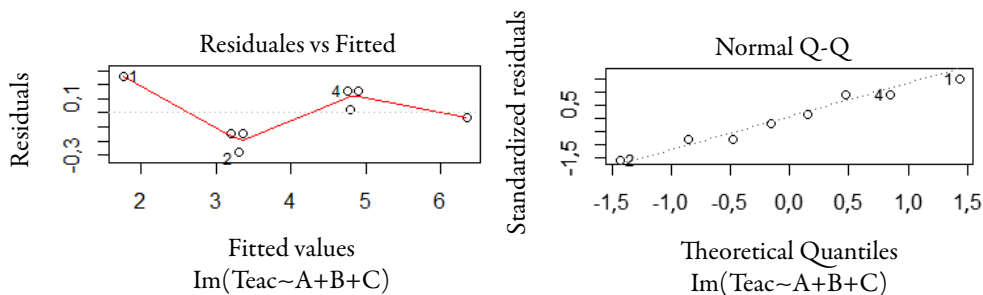 Residuales vs Fitted
Residuals
0,1
-0,3
1
2
4
2 3 4 5 6
Fitted values
Im(Teac~A+B+C)
Normal Q-Q
Standardized residuals
0,5
-1,5
1
4
2
-1,5 -1,0 -0,5 0,0 0,5 1,0 1,5
Theoretical Quantiles
Im(Teac~A+B+C)